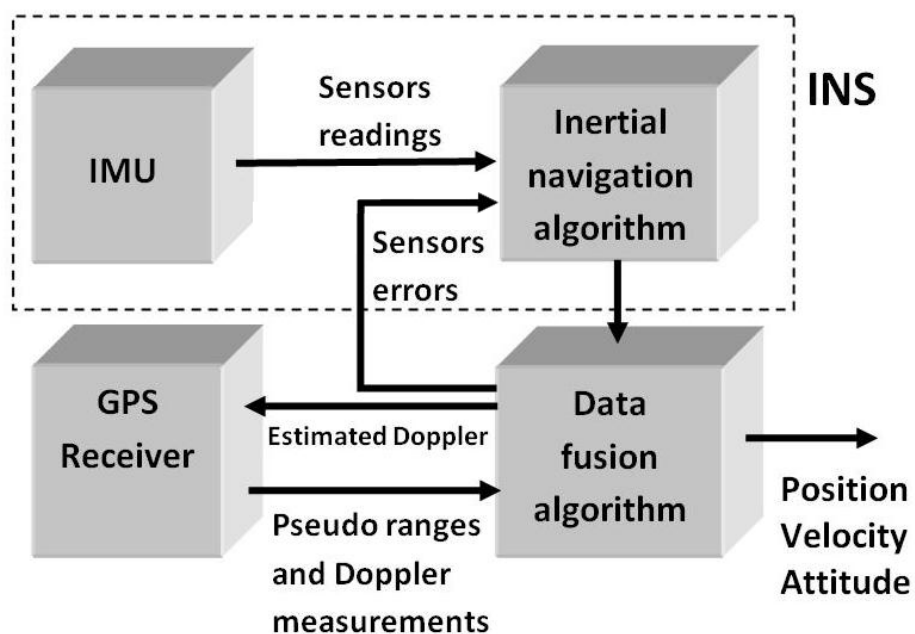 INS
IMU
Sensors
readings
Inertial
navigation
algorithm
Sensors
errors
GPS
Receiver
Estimated Doppler
Pseudo ranges
and Doppler
measurements
Data
fusion
algorithm
Position
Velocity
Attitude